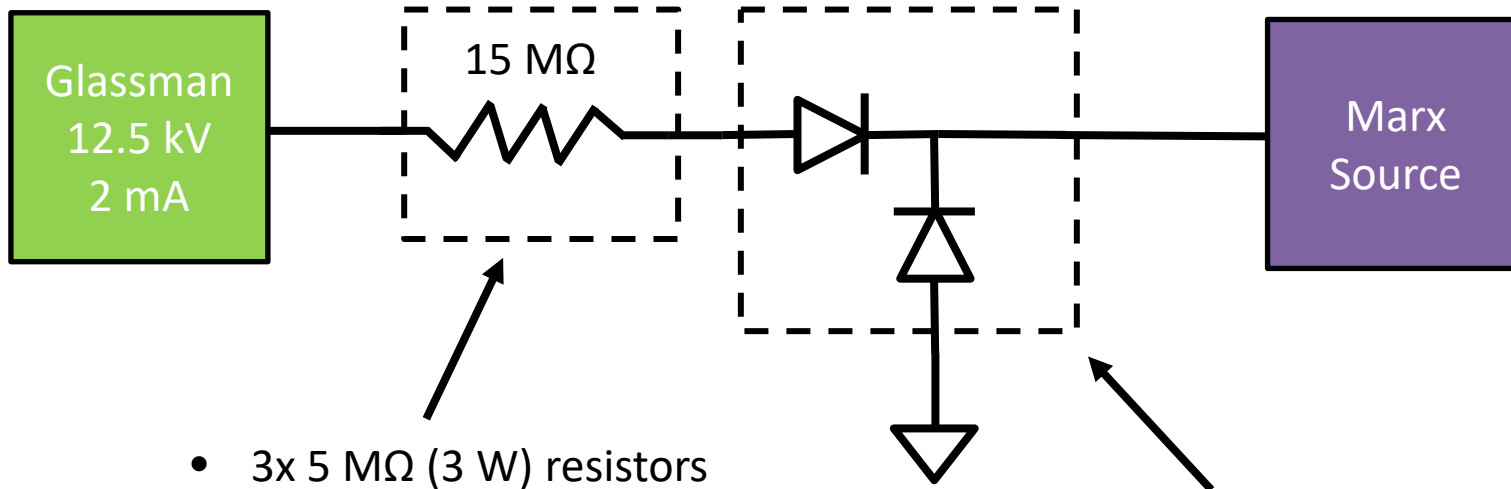 Glassman
12.5 kV
2 mA
15 MΩ
Marx
Source
• 3x 5 MΩ (3 W) resistors